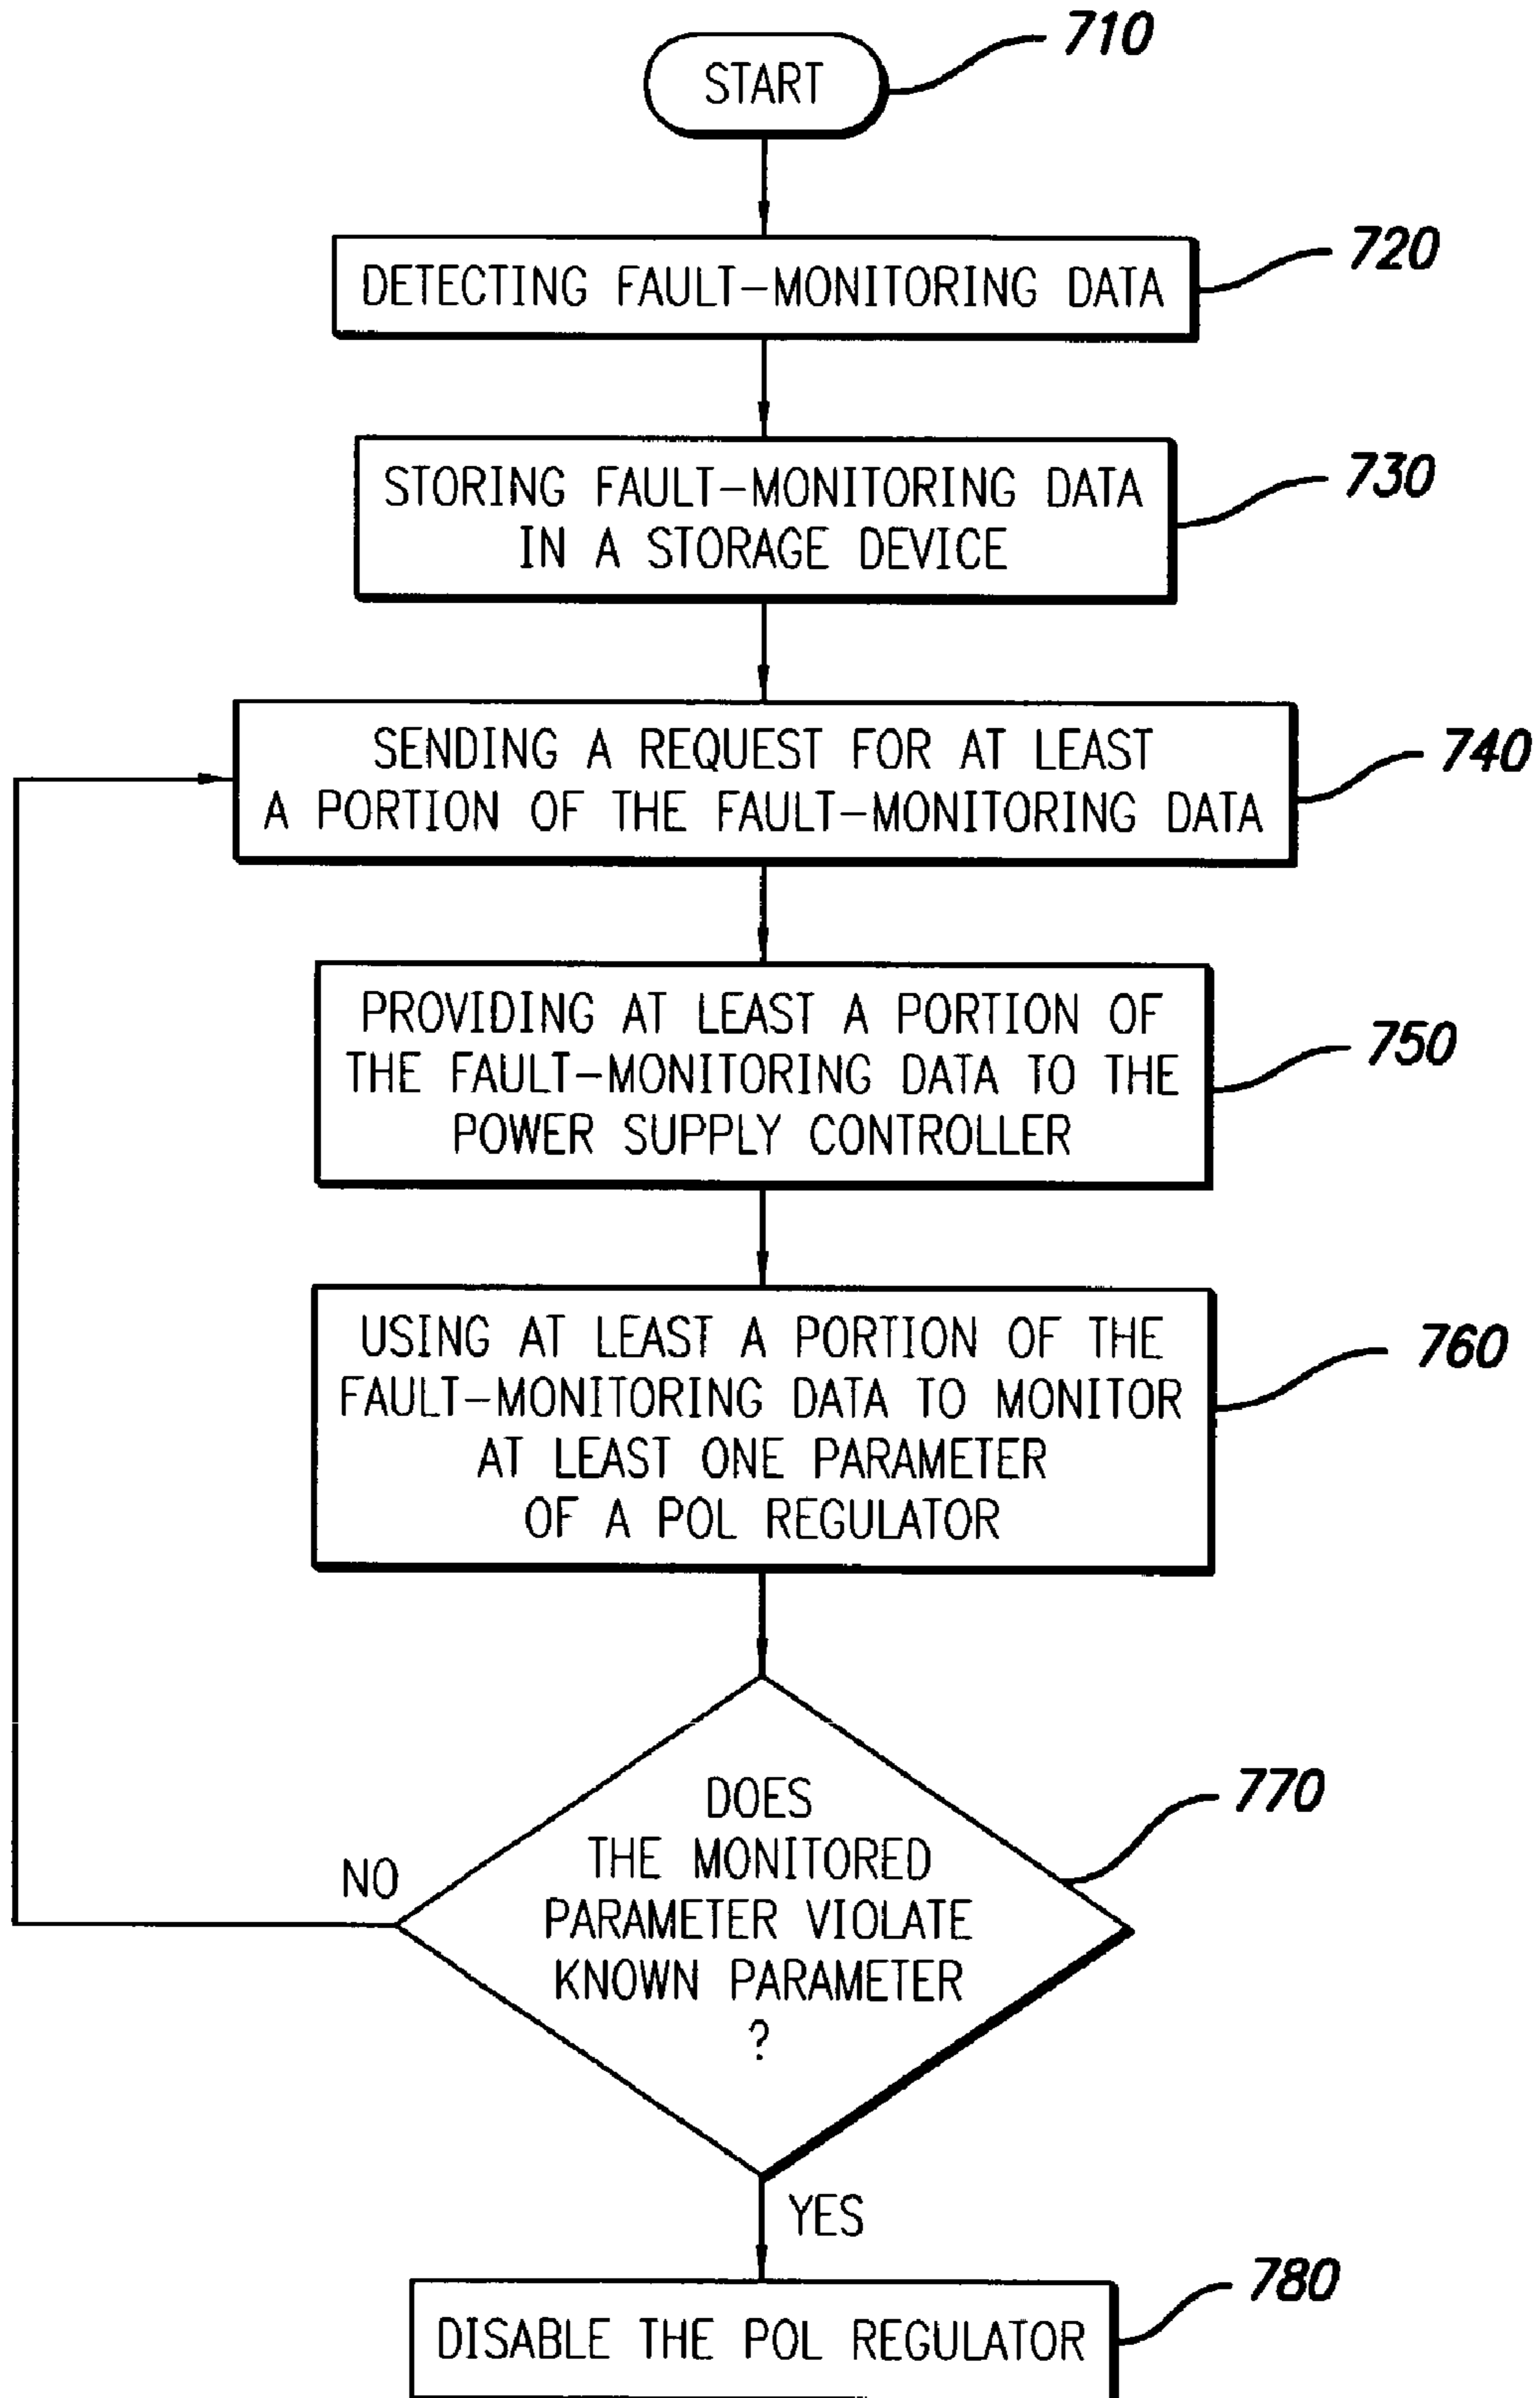 START
710
DETECTING FAULT-MONITORING DATA
720
STORING FAULT-MONITORING DATA
IN A STORAGE DEVICE
730
SENDING A REQUEST FOR AT LEAST
A PORTION OF THE FAULT-MONITORING DATA
740
PROVIDING AT LEAST A PORTION OF
THE FAULT-MONITORING DATA TO THE
POWER SUPPLY CONTROLLER
750
USING AT LEAST A PORTION OF THE
FAULT-MONITORING DATA TO MONITOR
AT LEAST ONE PARAMETER
OF A POL REGULATOR
760
DOES
THE MONITORED
PARAMETER VIOLATE
KNOWN PARAMETER
?
770
NO
YES
DISABLE THE POL REGULATOR
780